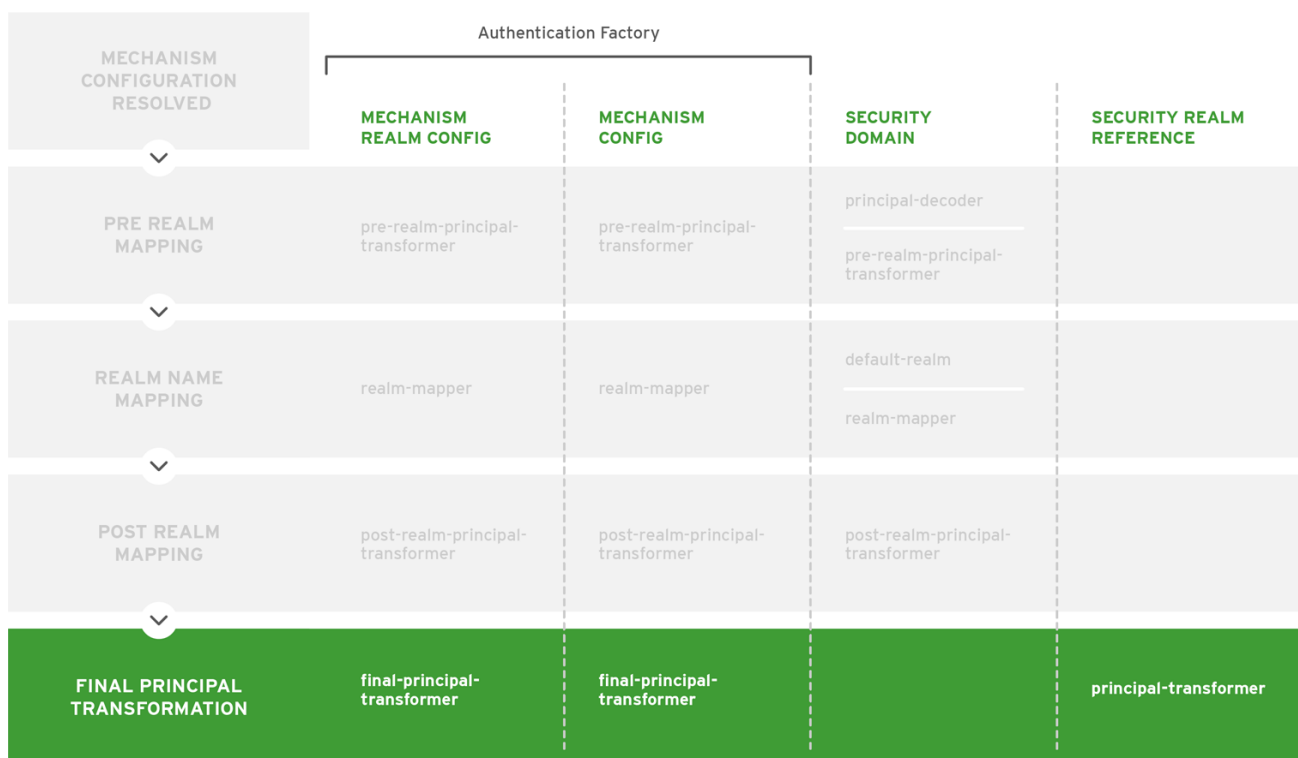 Authentication Factory
MECHANISM
CONFIGURATION
RESOLVED
MECHANISM
REALM CONFIG
MECHANISM
CONFIG
SECURITY
DOMAIN
SECURITY REALM
REFERENCE
PRE REALM
MAPPING
pre-realm-principal-
transformer
pre-realm-principal-
transformer
principal-decoder
pre-realm-principal-
transformer
REALM NAME
MAPPING
realm-mapper
realm-mapper
default-realm
realm-mapper
POST REALM
MAPPING
post-realm-principal-
transformer
post-realm-principal-
transformer
post-realm-principal-
transformer
FINAL PRINCIPAL
TRANSFORMATION
final-principal-
transformer
final-principal-
transformer
principal-transformer